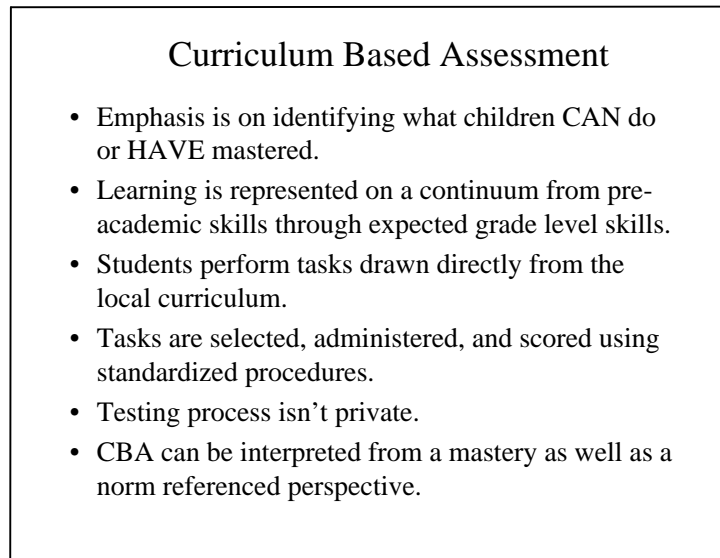 Curriculum Based Assessment
• Emphasis is on identifying what children CAN do
or HAVE mastered.
• Learning is represented on a continuum from pre-
academic skills through expected grade level skills.
• Students perform tasks drawn directly from the
local curriculum.
• Tasks are selected, administered, and scored using
standardized procedures.
• Testing process isn’t private.
• CBA can be interpreted from a mastery as well as a
norm referenced perspective.